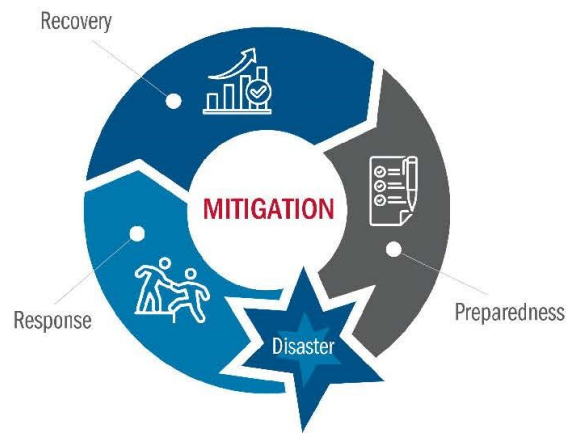 Recovery
MITIGATION
Preparedness
Response
Disaster